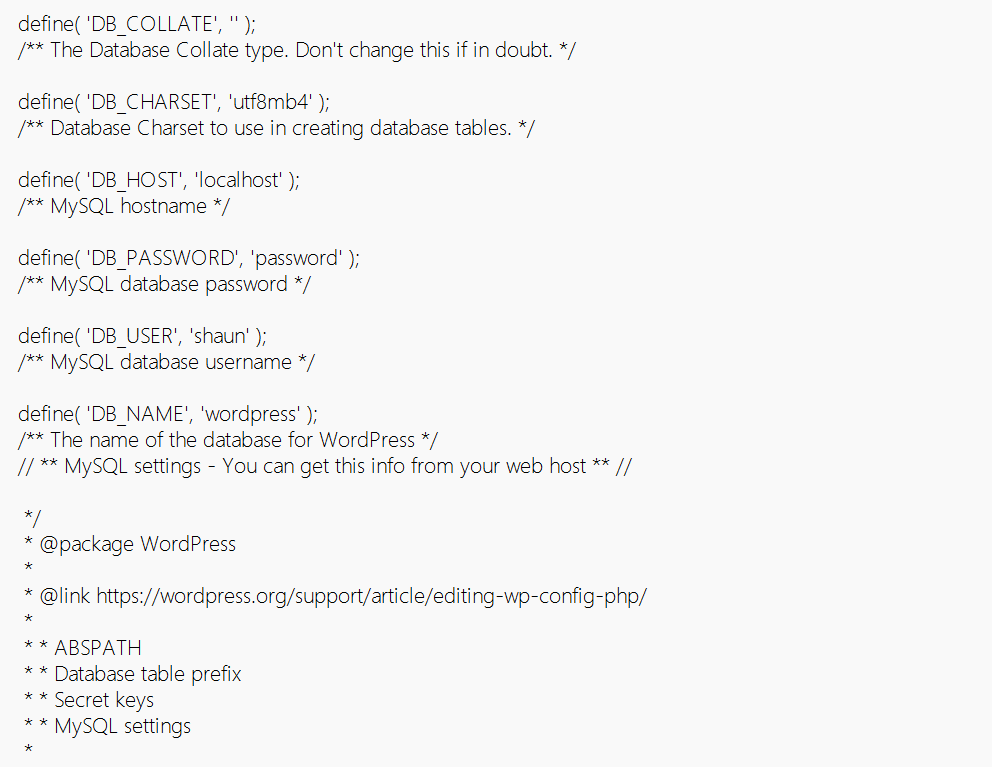 define( 'DB_COLLATE', '' );
/** The Database Collate type. Don't change this if in doubt. */
define( 'DB_CHARSET', 'utf8mb4' );
/** Database Charset to use in creating database tables. */
define( 'DB_HOST', 'localhost' );
/** MySQL hostname */
define( 'DB_PASSWORD', 'password' );
/** MySQL database password */
define( 'DB_USER', 'shaun' );
/** MySQL database username */
define( 'DB_NAME', 'wordpress' );
/** The name of the database for WordPress */
// ** MySQL settings - You can get this info from your web host ** //
*/
* @package WordPress
*
* @link https://wordpress.org/support/article/editing-wp-config-php/
*
* * ABSPATH
* * Database table prefix
* * Secret keys
* * MySQL settings
*